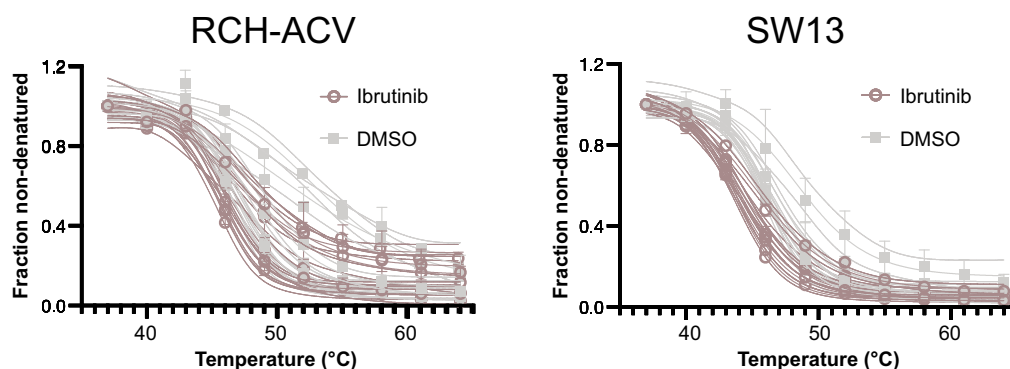 RCH-ACV
Fraction non-denatured
1.2
0.8
0.4
0.0
40
50
60
Temperature (°C)
Ibrutinib
DMSO
SW13
Fraction non-denatured
1.2
0.8
0.4
0.0
40
50
60
Temperature (°C)
Ibrutinib
DMSO